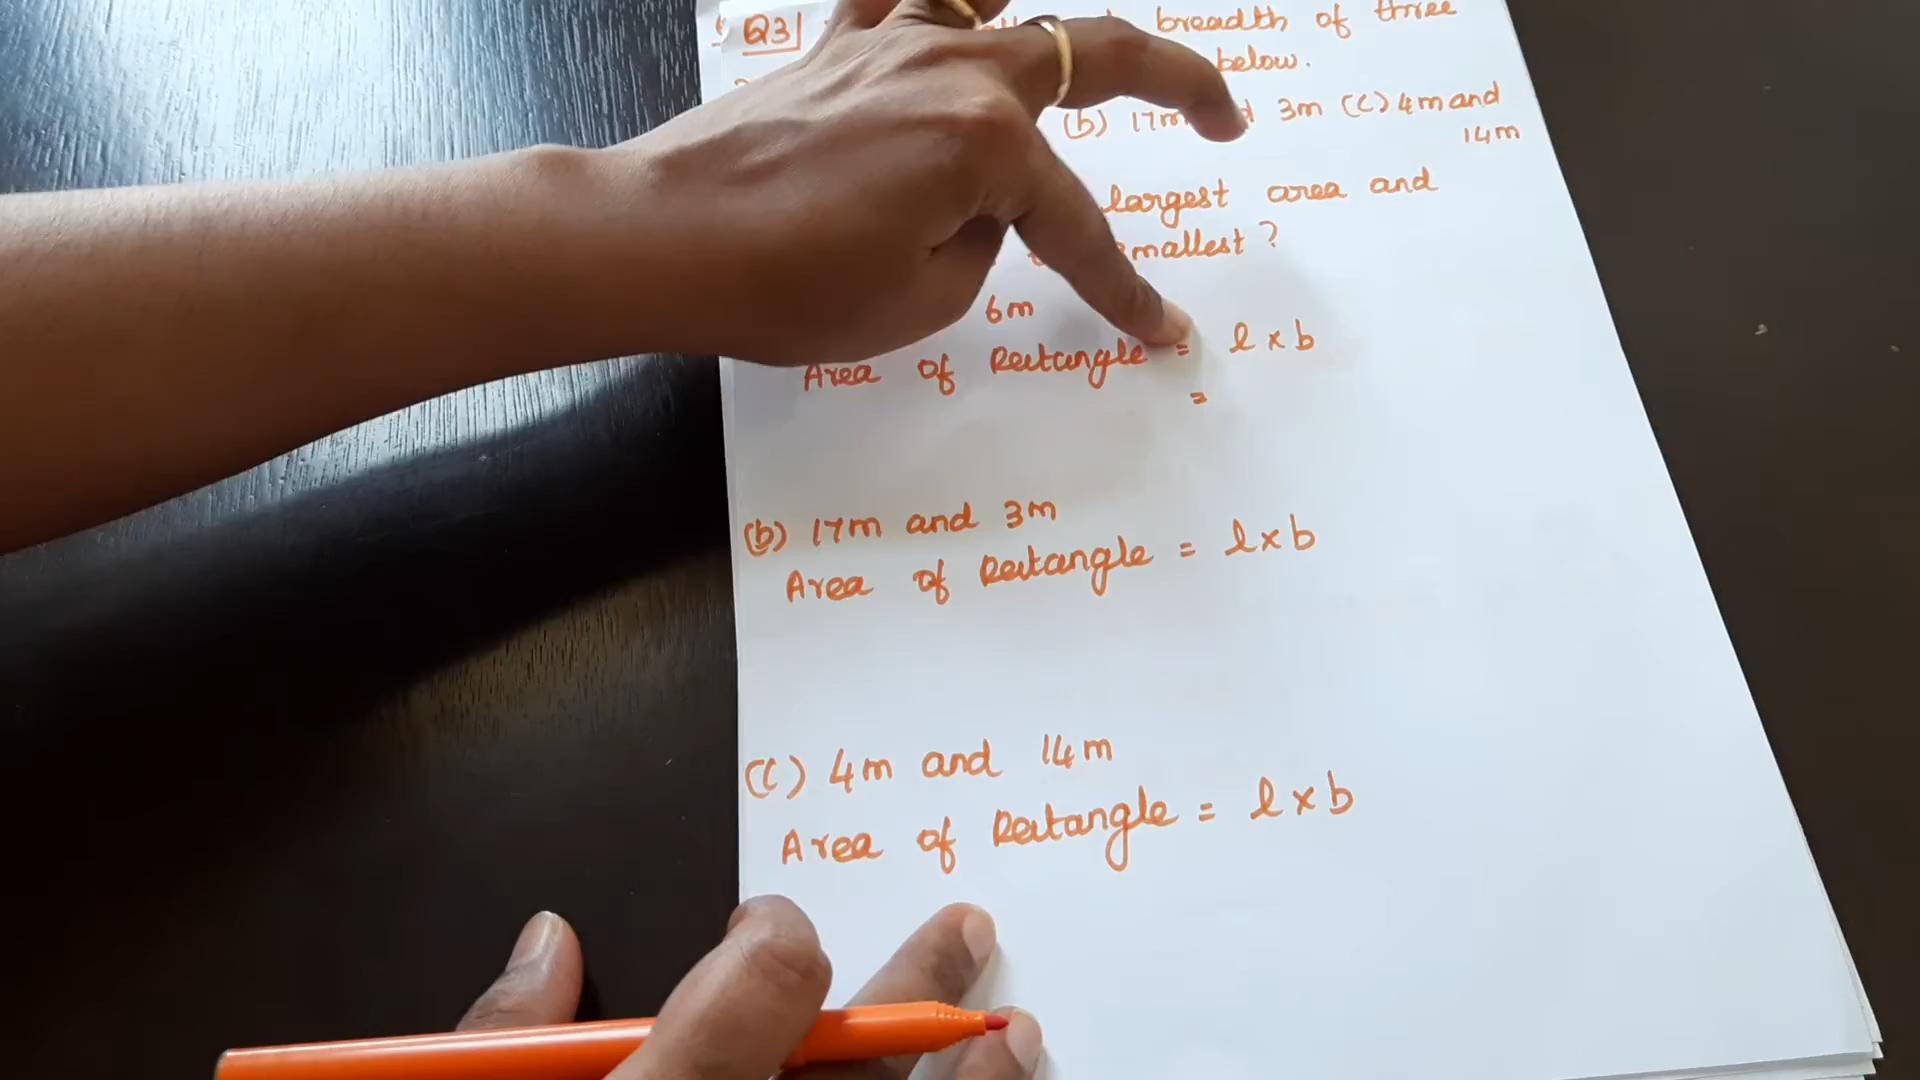 Q3 breadth of three
below.
(b) 17m 3m (C) 4m and
14m
largest area and
smallest?
6m
Area of Rectangle = l x b
=
(b) 17m and 3m
Area of Rectangle = l x b
(C) 4m and 14m
Area of Rectangle = l x b